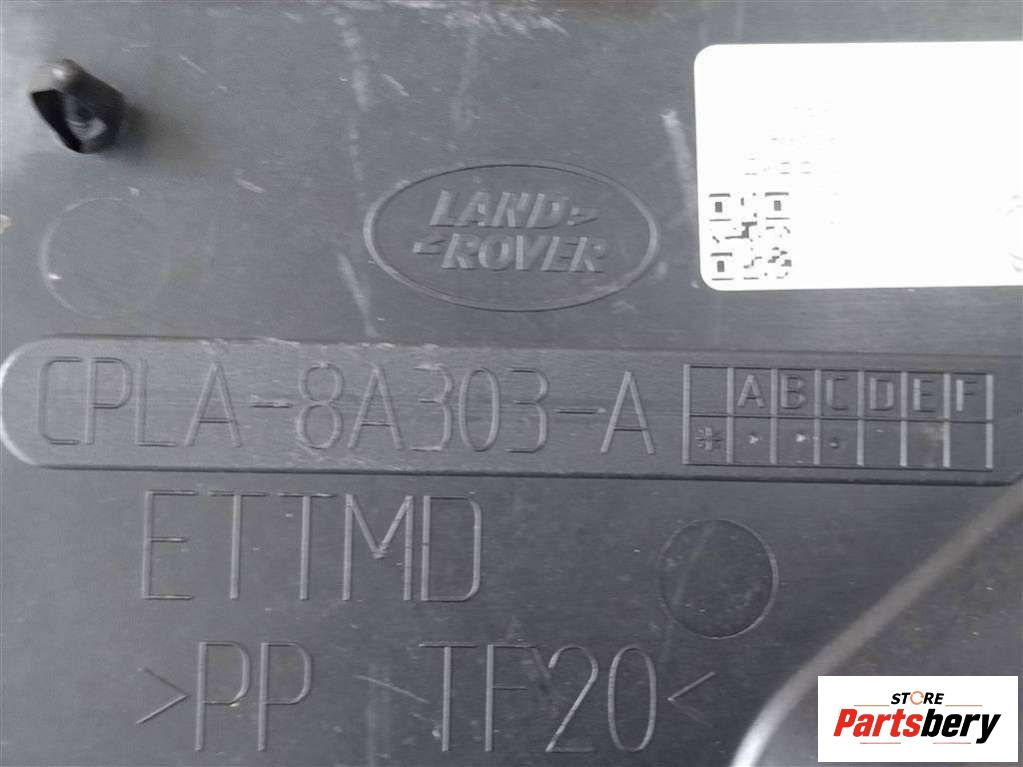 LAND
ROVER
CPLA-8A303-A
A B C D E F
*
ETTMD
>PP TF20<
STORE
Partsbery